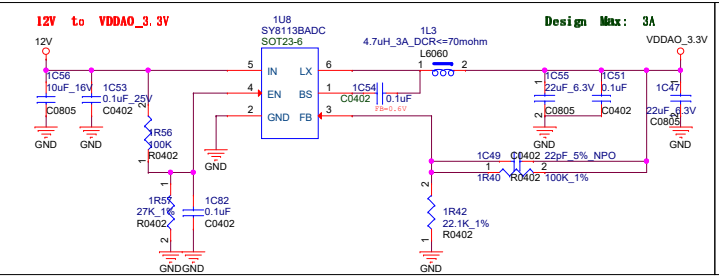 12V to VDDAO_3.3V
1U8
SY8113BADC
SOT23-6
1L3
4.7uH_3A_DCR<=70mohm
L6060
Design Max: 3A
12V
VDDAO_3.3V
5 IN LX 6
4 EN BS 1
2 GND FB 3
1 2
1C56
10uF_16V
C0805
1C53
0.1uF_25V
C0402
1C54
C0402
0.1uF
FB=0.6V
1C55
22uF_6.3V
C0805
1C51
0.1uF
C0402
1C47
22uF_6.3V
C0805
GND
GND
GND
GND
GND
1R56
100K
R0402
1C49 C0402 22pF_5%_NPO
1 2
1R40 R0402 100K_1%
1R57
27K_1%
R0402
1C82
0.1uF
C0402
1R42
22.1K_1%
R0402
GND
GND
GND